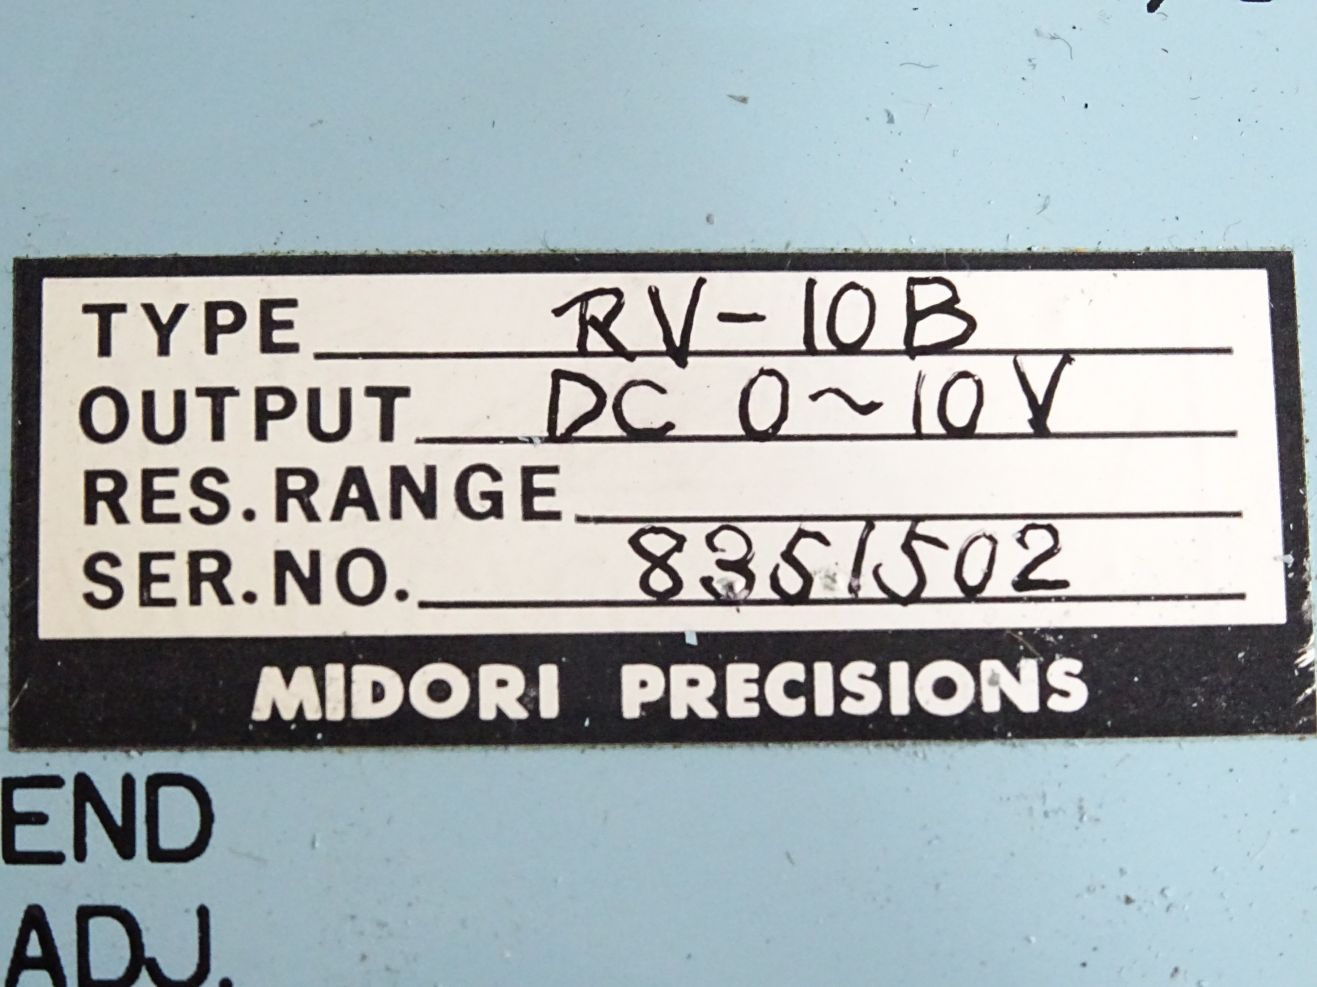 TYPE RV-10B
OUTPUT DC 0~10V
RES.RANGE
SER.NO. 8351502
MIDORI PRECISIONS
END
ADJ.